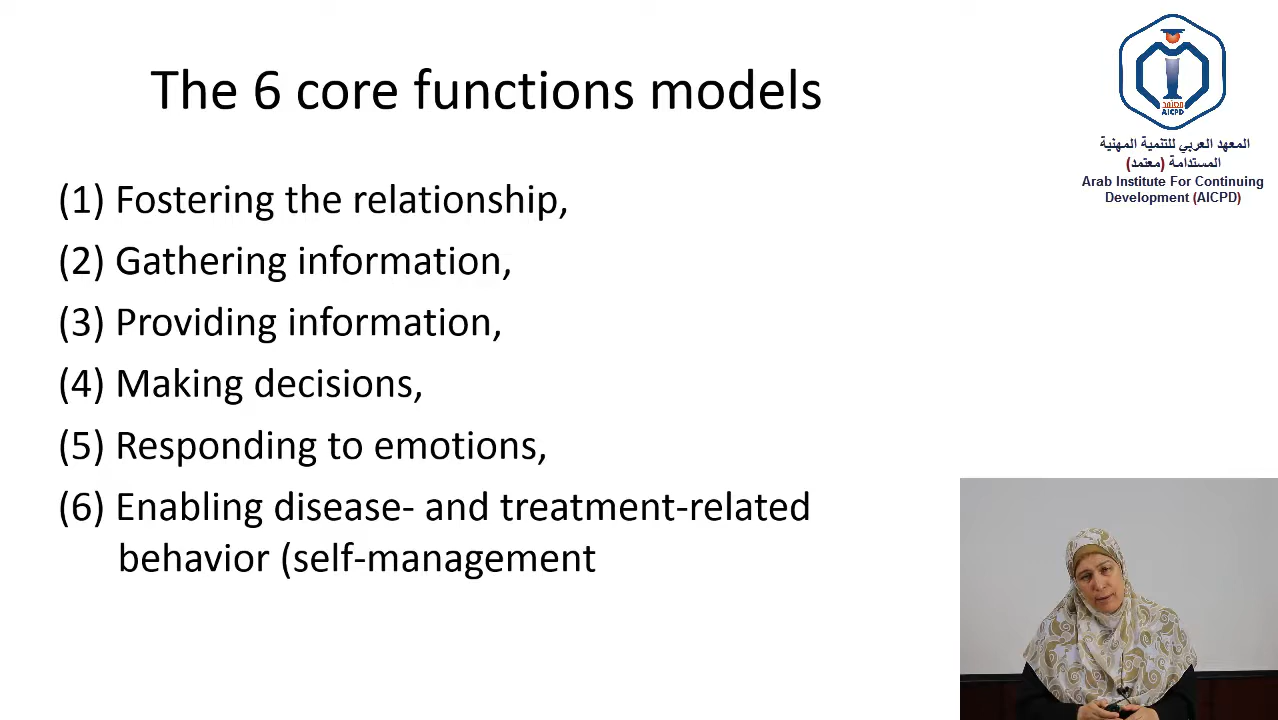 The 6 core functions models
(1) Fostering the relationship,
(2) Gathering information,
(3) Providing information,
(4) Making decisions,
(5) Responding to emotions,
(6) Enabling disease- and treatment-related
behavior (self-management
معتمد
AICPD
المعهد العربي للتنمية المهنية
المستدامة (معتمد)
Arab Institute For Continuing
Development (AICPD)